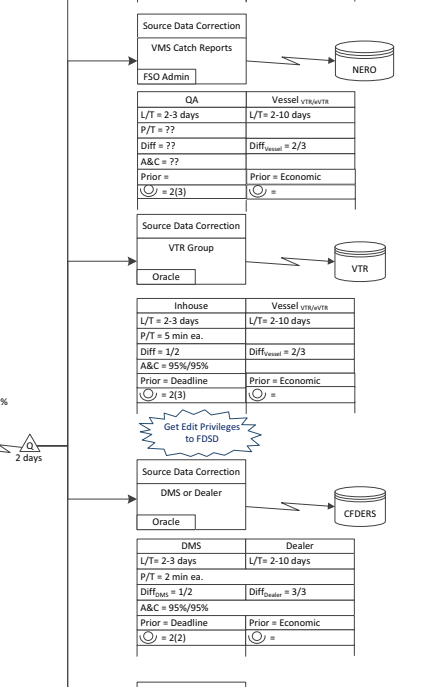 Source Data Correction
VMS Catch Reports
FSO Admin
NERO
QA Vessel VTR/eVTR
L/T = 2-3 days L/T= 2-10 days
P/T = ??
Diff = ?? DiffVessel = 2/3
A&C = ??
Prior = Prior = Economic
= 2(3) =
Source Data Correction
VTR Group
Oracle
VTR
Inhouse Vessel VTR/eVTR
L/T = 2-3 days L/T= 2-10 days
P/T = 5 min ea.
Diff = 1/2 DiffVessel = 2/3
A&C = 95%/95%
Prior = Deadline Prior = Economic
= 2(3) =
%
Q
2 days
Get Edit Privileges
to FDSD
Source Data Correction
DMS or Dealer
Oracle
CFDERS
DMS Dealer
L/T= 2-3 days L/T= 2-10 days
P/T = 2 min ea.
DiffDMS = 1/2 DiffDealer = 3/3
A&C = 95%/95%
Prior = Deadline Prior = Economic
= 2(2) =